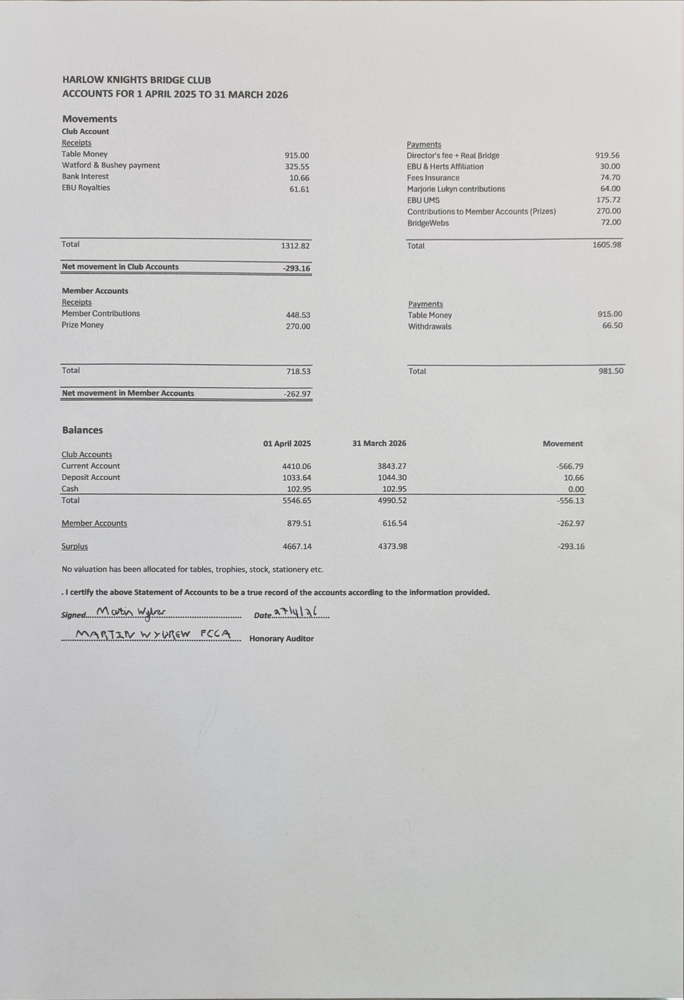 HARLOW KNIGHTS BRIDGE CLUB
ACCOUNTS FOR 1 APRIL 2025 TO 31 MARCH 2026
Movements
Club Account
Receipts Payments
Table Money 915.00 Director's fee + Real Bridge 919.56
Watford & Bushey payment 325.55 EBU & Herts Affiliation 30.00
Bank Interest 10.66 Fees Insurance 74.70
EBU Royalties 61.61 Marjorie Lukyn contributions 64.00
EBU UMS 175.72
Contributions to Member Accounts (Prizes) 270.00
BridgeWebs 72.00
Total 1312.82 Total 1605.98
Net movement in Club Accounts -293.16
Member Accounts
Receipts Payments
Member Contributions 448.53 Table Money 915.00
Prize Money 270.00 Withdrawals 66.50
Total 718.53 Total 981.50
Net movement in Member Accounts -262.97
Balances
01 April 2025 31 March 2026 Movement
Club Accounts
Current Account 4410.06 3843.27 -566.79
Deposit Account 1033.64 1044.30 10.66
Cash 102.95 102.95 0.00
Total 5546.65 4990.52 -556.13
Member Accounts 879.51 616.54 -262.97
Surplus 4667.14 4373.98 -293.16
No valuation has been allocated for tables, trophies, stock, stationery etc.
. I certify the above Statement of Accounts to be a true record of the accounts according to the information provided.
Signed.... Martin Date 27/4/26
MARTIN WYDREW FCCA Honorary Auditor